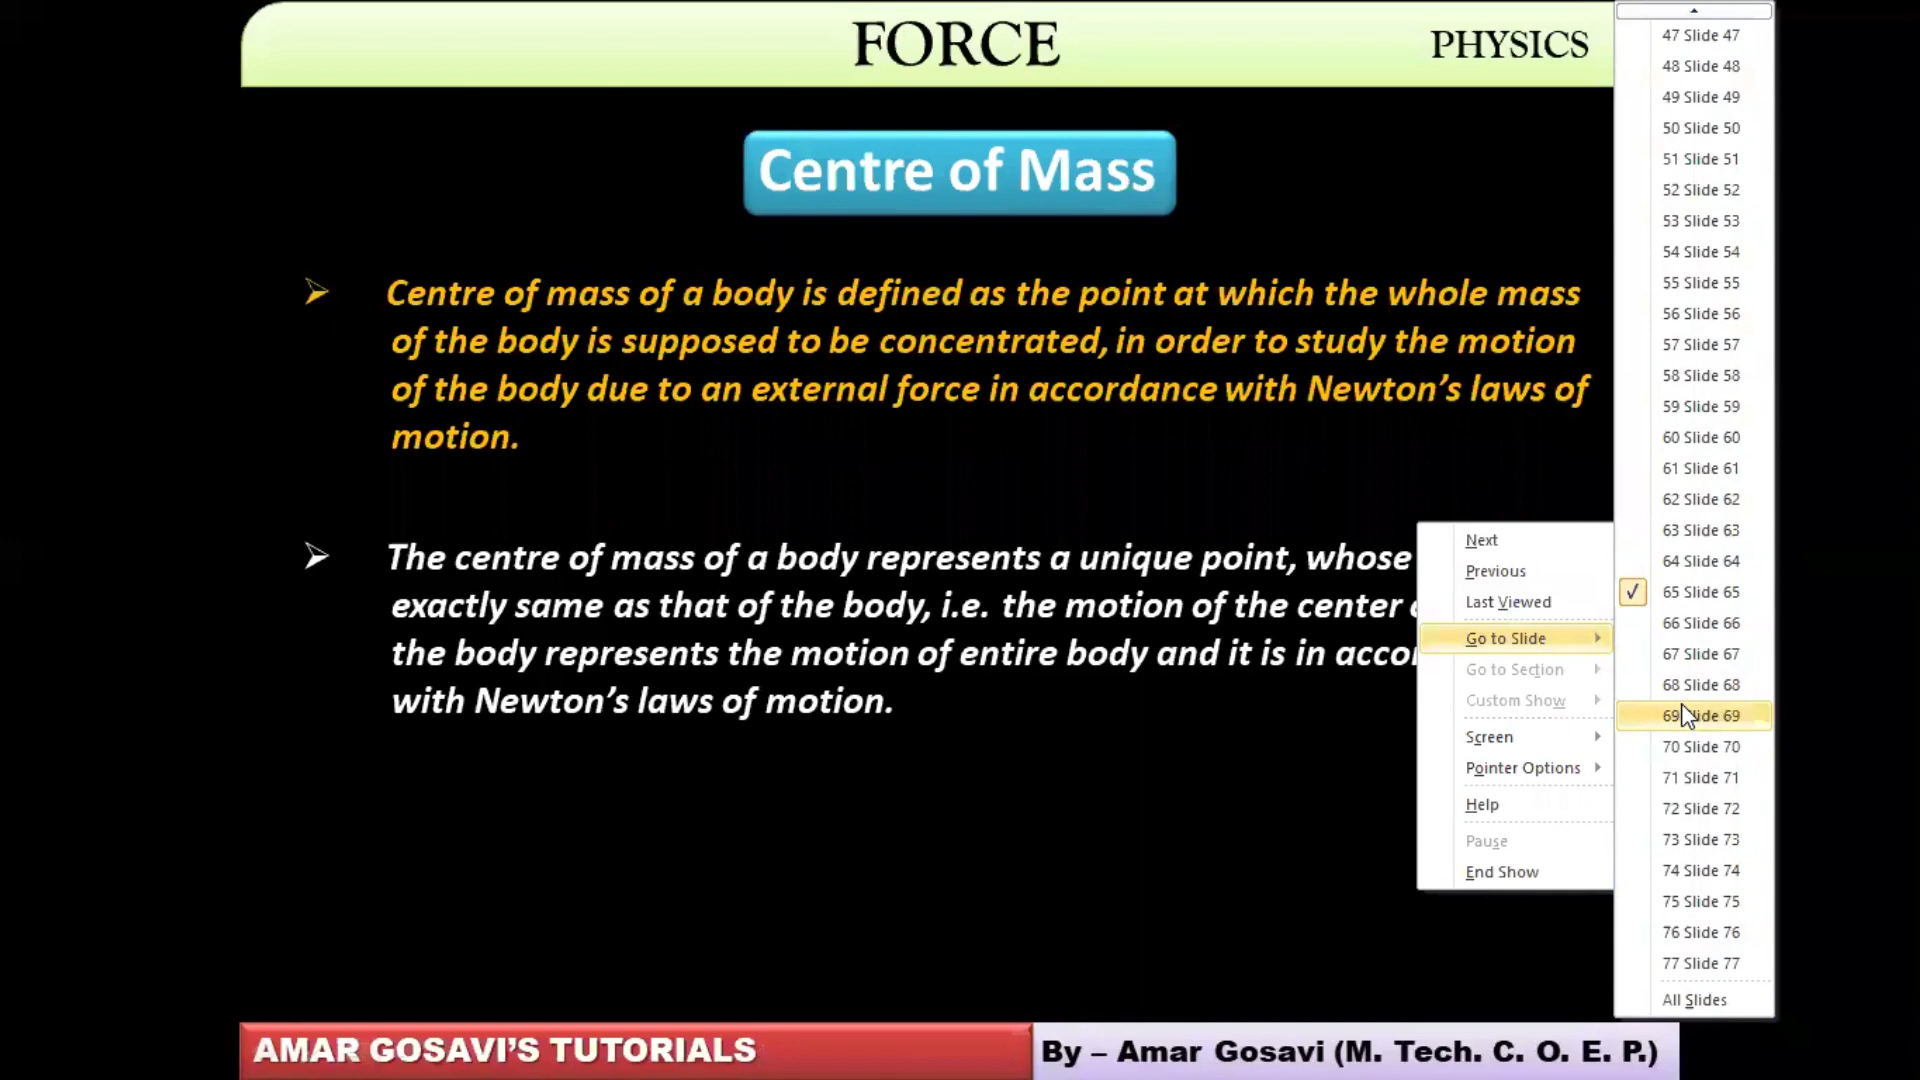 FORCE
PHYSICS
Centre of Mass
➢ Centre of mass of a body is defined as the point at which the whole mass
of the body is supposed to be concentrated, in order to study the motion
of the body due to an external force in accordance with Newton's laws of
motion.
➢ The centre of mass of a body represents a unique point, whose
exactly same as that of the body, i.e. the motion of the center
the body represents the motion of entire body and it is in
with Newton's laws of motion.
Next
Previous
Last Viewed
Go to Slide
Go to Section
Custom Show
Screen
Pointer Options
Help
Pause
End Show
47 Slide 47
48 Slide 48
49 Slide 49
50 Slide 50
51 Slide 51
52 Slide 52
53 Slide 53
54 Slide 54
55 Slide 55
56 Slide 56
57 Slide 57
58 Slide 58
59 Slide 59
60 Slide 60
61 Slide 61
62 Slide 62
63 Slide 63
64 Slide 64
65 Slide 65
66 Slide 66
67 Slide 67
68 Slide 68
69 Slide 69
70 Slide 70
71 Slide 71
72 Slide 72
73 Slide 73
74 Slide 74
75 Slide 75
76 Slide 76
77 Slide 77
All Slides
AMAR GOSAVI'S TUTORIALS
By – Amar Gosavi (M. Tech. C. O. E. P.)